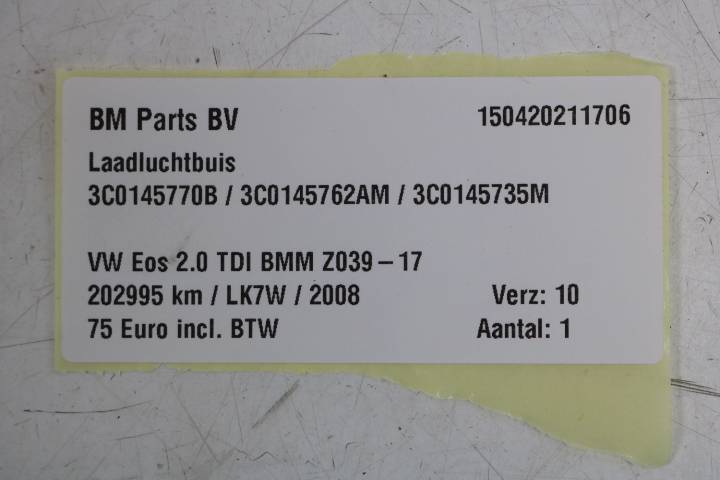 BM Parts BV 150420211706
Laadluchtbuis
3C0145770B / 3C0145762AM / 3C0145735M
VW Eos 2.0 TDI BMM Z039 – 17
202995 km / LK7W / 2008 Verz: 10
75 Euro incl. BTW Aantal: 1